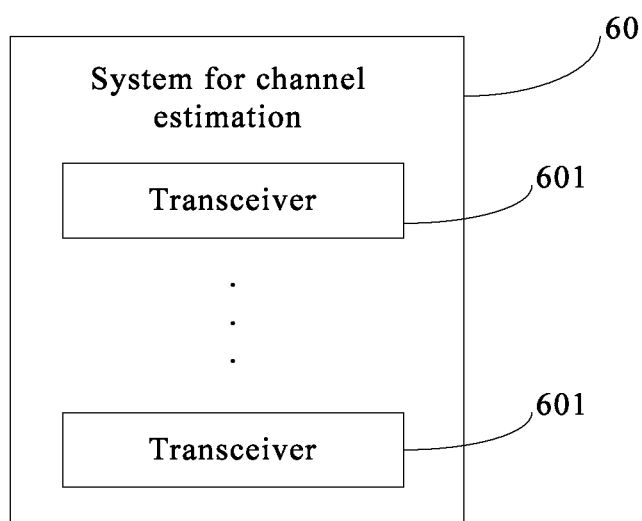 60
System for channel
estimation
601
Transceiver
.
.
.
601
Transceiver